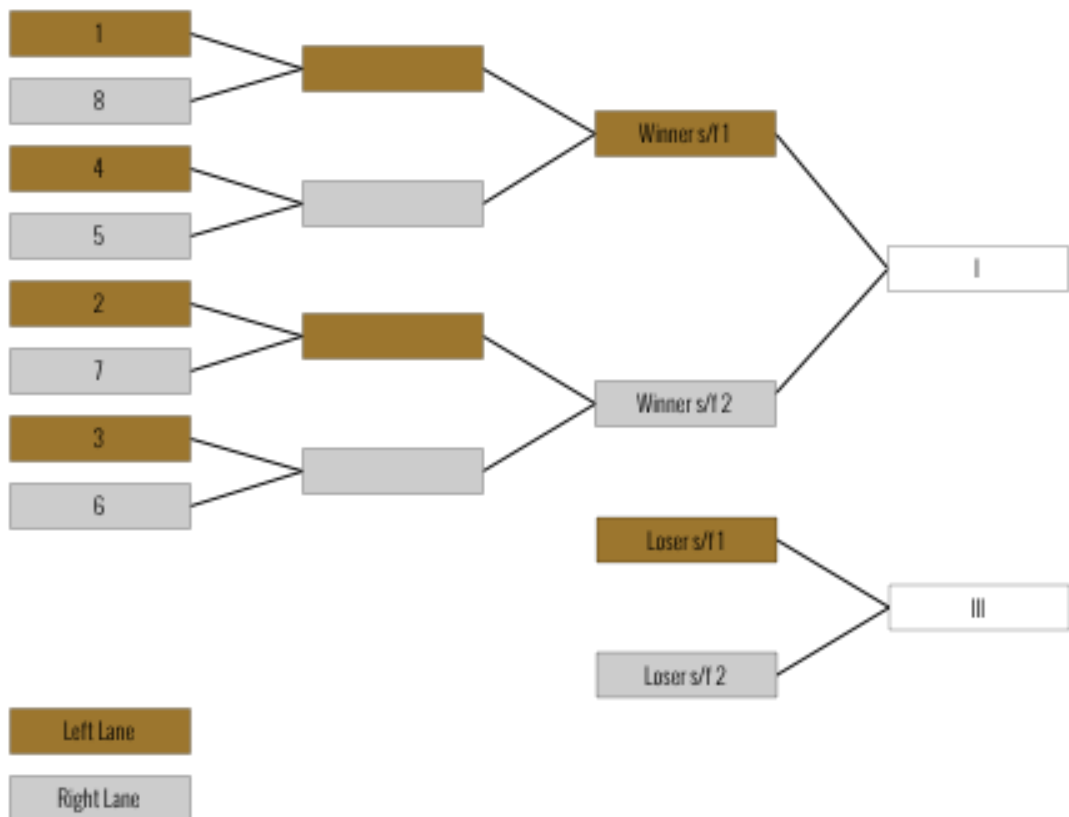 1
8
4
5
2
7
3
6
Winner s/f 1
Winner s/f 2
I
Loser s/f 1
Loser s/f 2
III
Left Lane
Right Lane